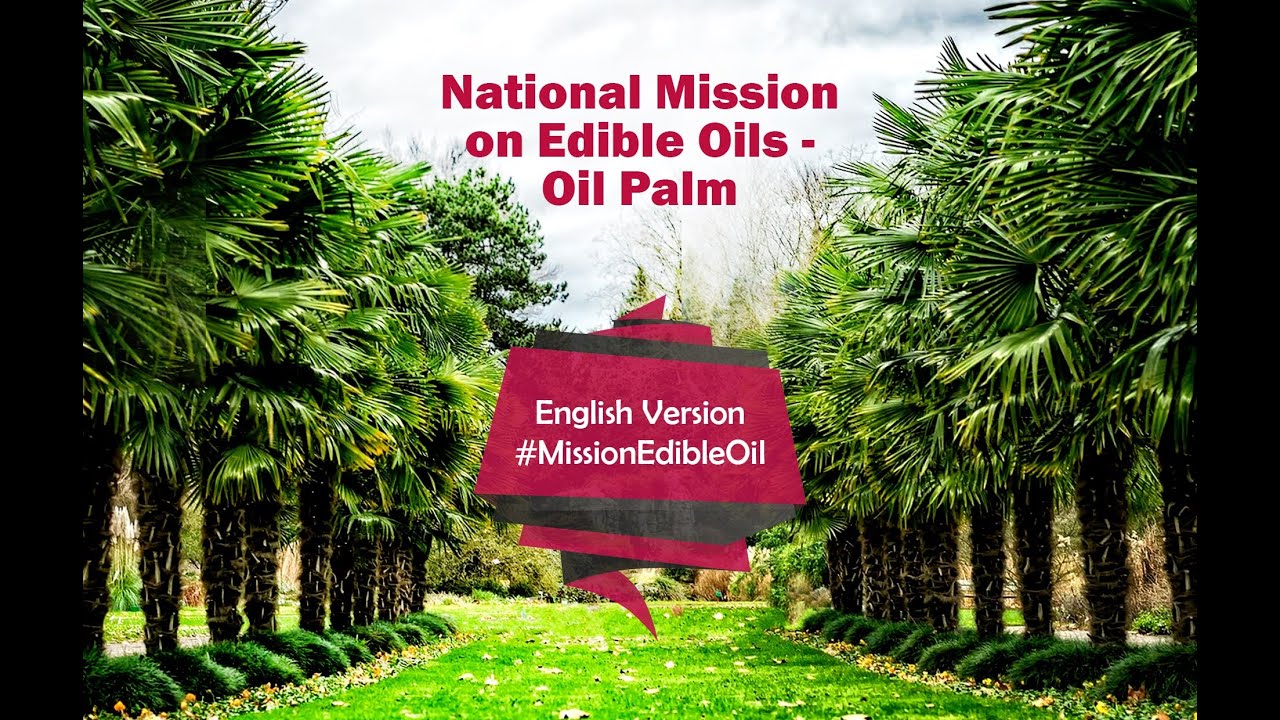 National Mission
on Edible Oils -
Oil Palm
English Version
#MissionEdibleOil